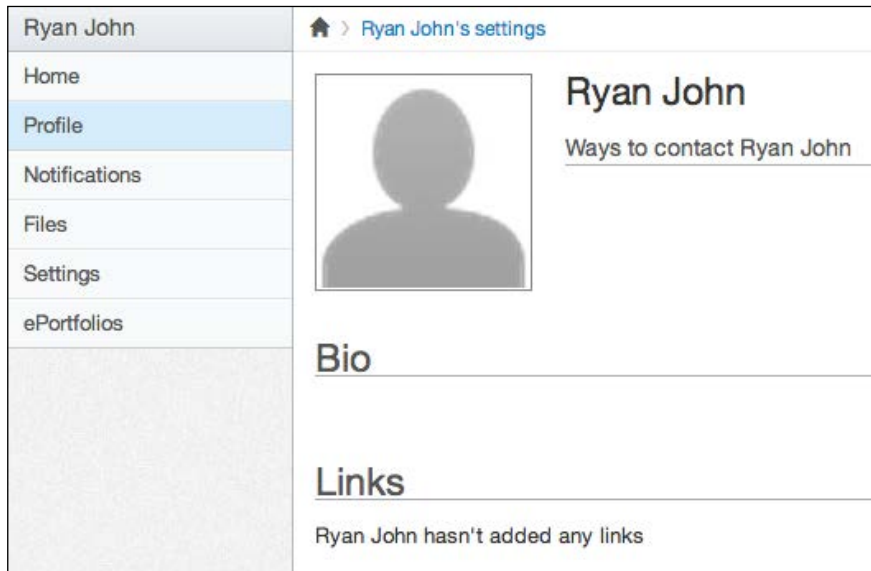 Ryan John
Home
Profile
Notifications
Files
Settings
ePortfolios
Ryan John's settings
Ryan John
Ways to contact Ryan John
Bio
Links
Ryan John hasn't added any links